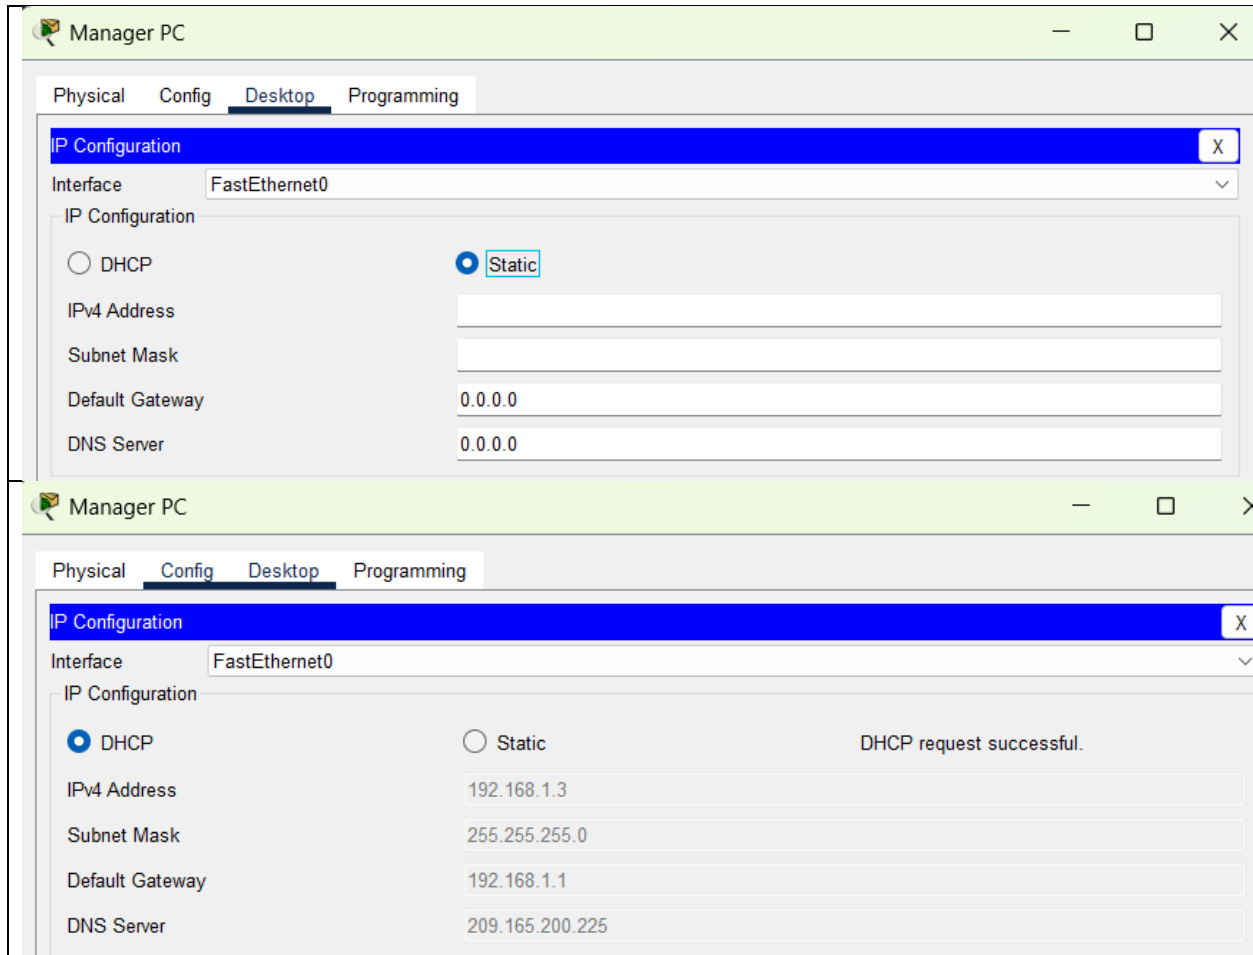 Manager PC
Physical Config Desktop Programming
IP Configuration X
Interface FastEthernet0
IP Configuration
DHCP Static
IPv4 Address
Subnet Mask
Default Gateway 0.0.0.0
DNS Server 0.0.0.0
Manager PC
Physical Config Desktop Programming
IP Configuration X
Interface FastEthernet0
IP Configuration
DHCP Static DHCP request successful.
IPv4 Address 192.168.1.3
Subnet Mask 255.255.255.0
Default Gateway 192.168.1.1
DNS Server 209.165.200.225